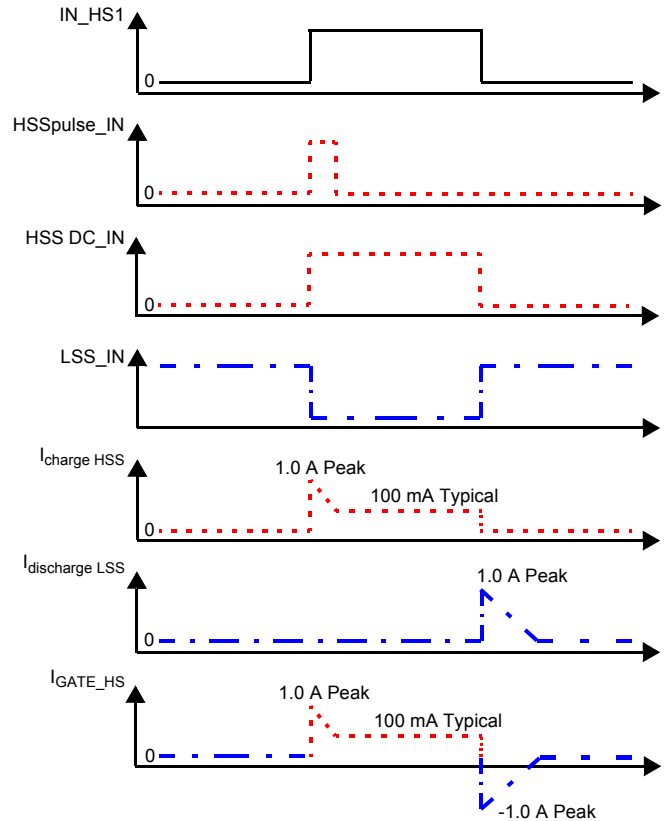 IN_HS1
0
HSSpulse_IN
0
HSS DC_IN
0
LSS_IN
Icharge HSS
1.0 A Peak
100 mA Typical
0
Idischarge LSS
1.0 A Peak
0
IGATE_HS
1.0 A Peak
100 mA Typical
0
-1.0 A Peak